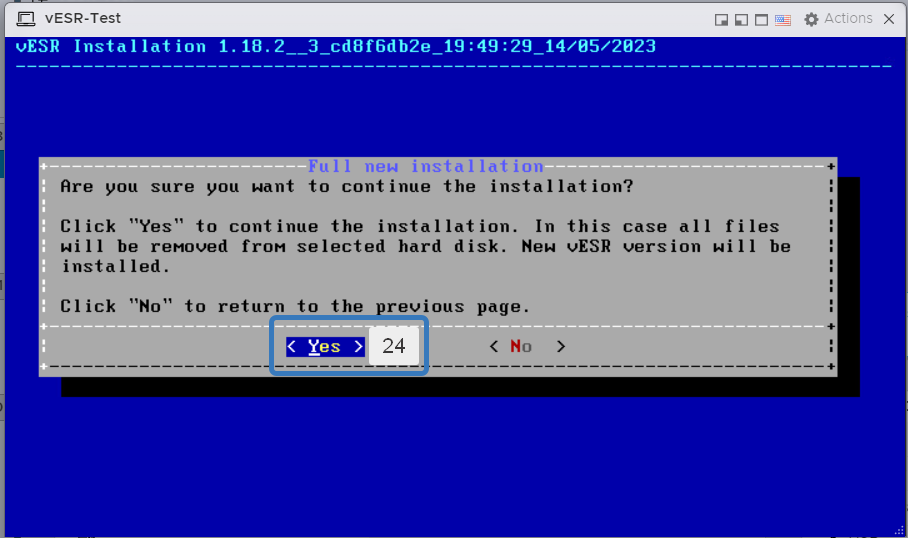 vESR-Test
Actions
vESR Installation 1.18.2__3_cd8f6db2e_19:49:29_14/05/2023
Full new installation
Are you sure you want to continue the installation?
Click "Yes" to continue the installation. In this case all files
will be removed from selected hard disk. New vESR version will be
installed.
Click "No" to return to the previous page.
< Yes > 24 < No >